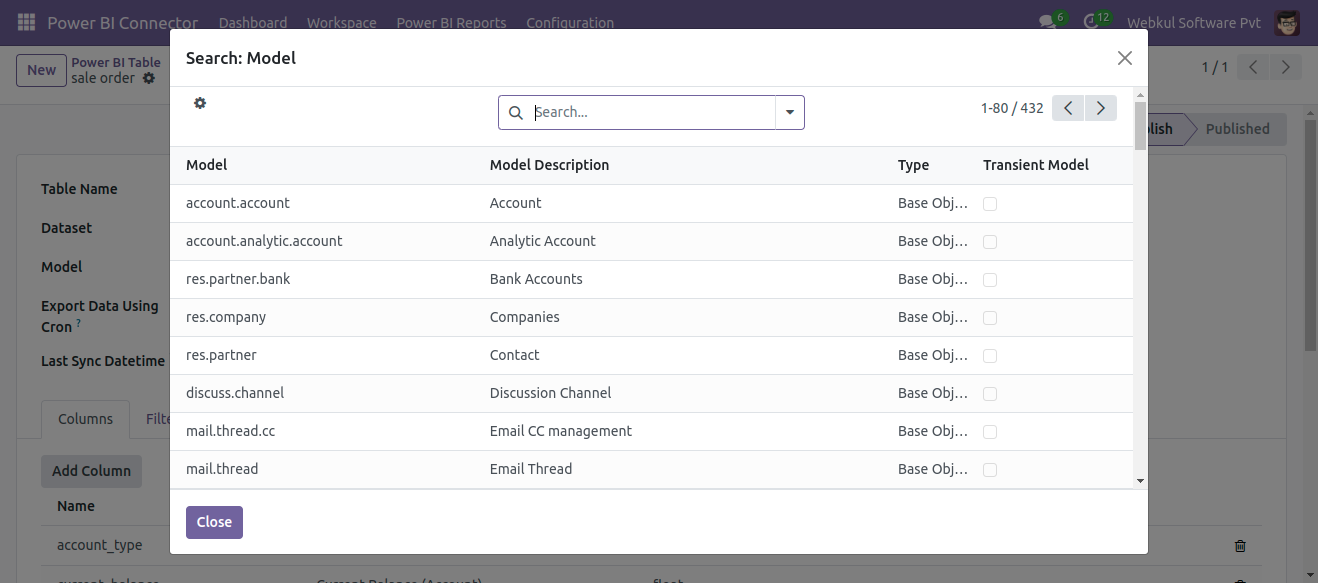 Power BI Connector Dashboard Workspace Power BI Reports Configuration 6 12 Webkul Software Pvt
New Power BI Table
sale order
1 / 1
Search: Model
Search...
1-80 / 432
Published
Table Name
Dataset
Model
Export Data Using
Cron ?
Last Sync Datetime
Columns
Add Column
Name
account_type
Model Model Description Type Transient Model
account.account Account Base Obj...
account.analytic.account Analytic Account Base Obj...
res.partner.bank Bank Accounts Base Obj...
res.company Companies Base Obj...
res.partner Contact Base Obj...
discuss.channel Discussion Channel Base Obj...
mail.thread.cc Email CC management Base Obj...
mail.thread Email Thread Base Obj...
Close